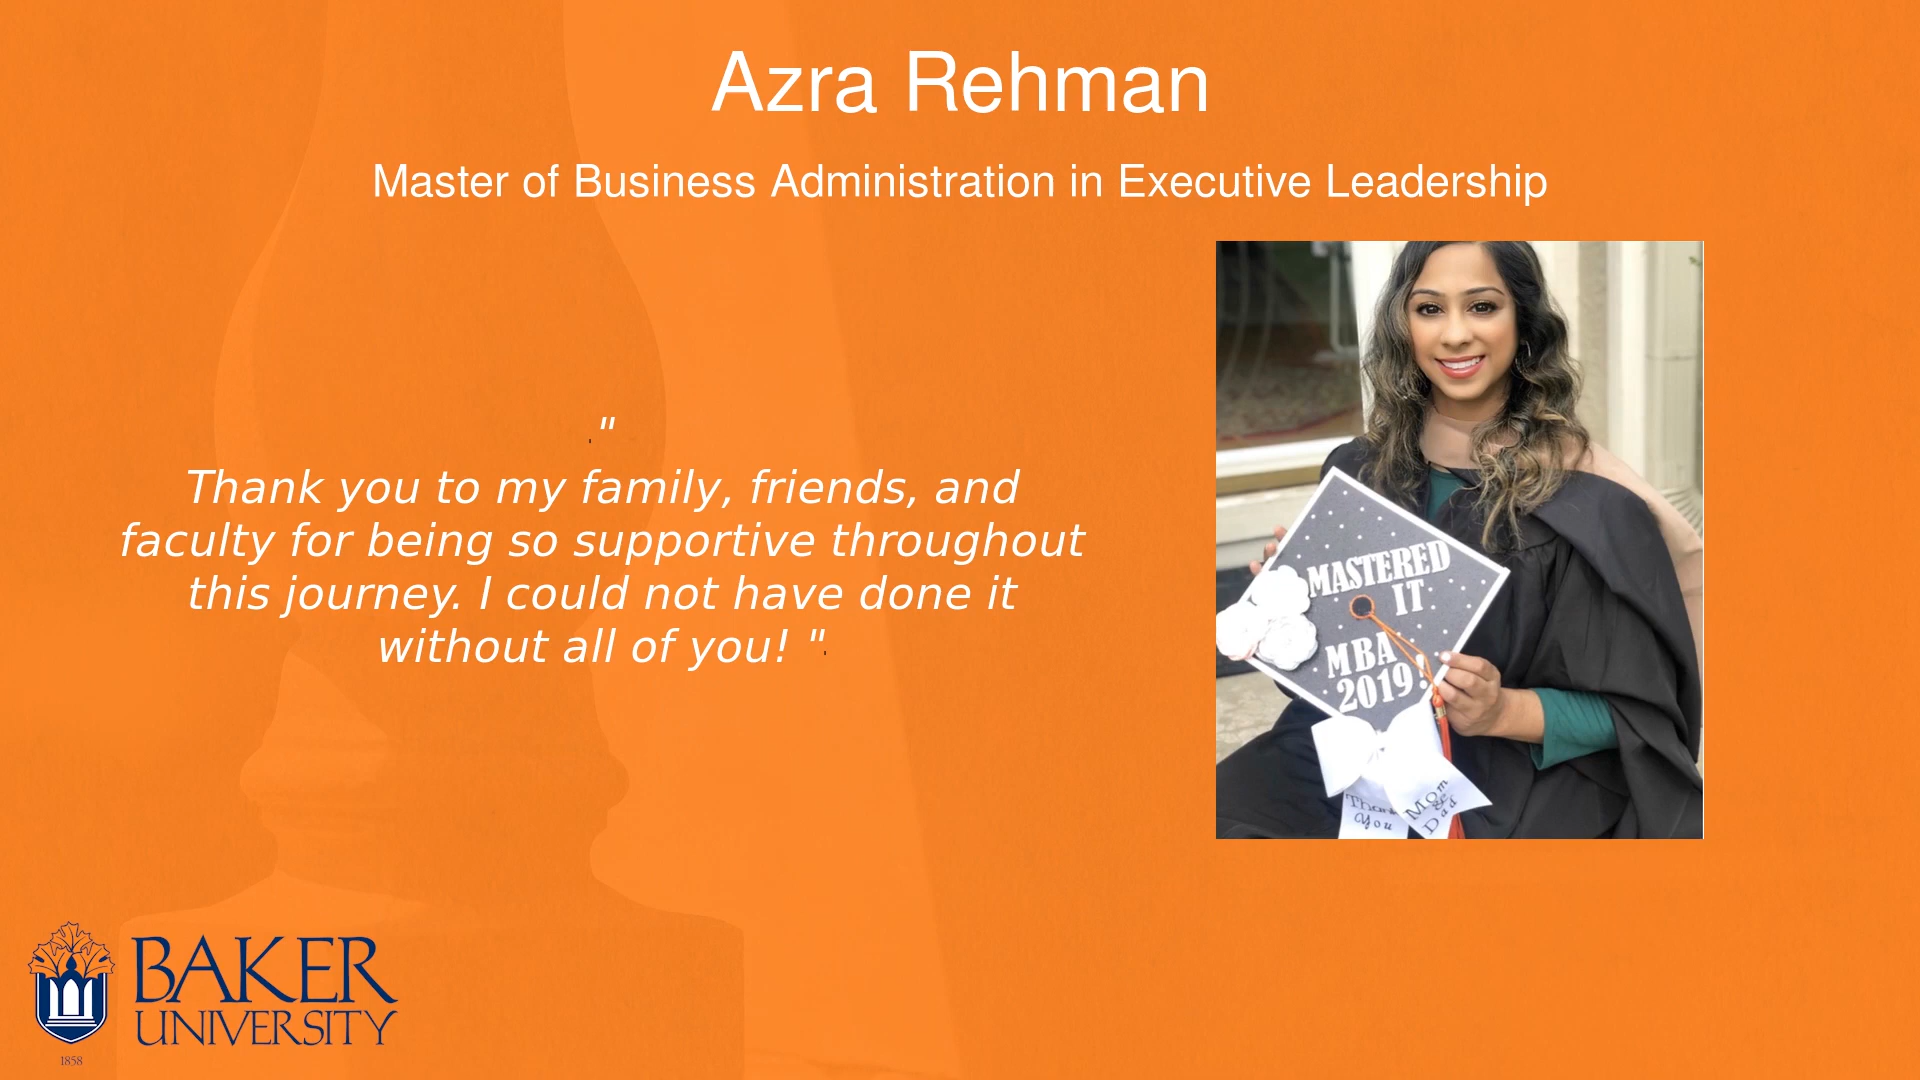 Azra Rehman
Master of Business Administration in Executive Leadership
"
Thank you to my family, friends, and
faculty for being so supportive throughout
this journey. I could not have done it
without all of you! "
MASTERED
IT
MBA
2019!
Thank
You
Mom
&
Dad
BAKER
UNIVERSITY
1858